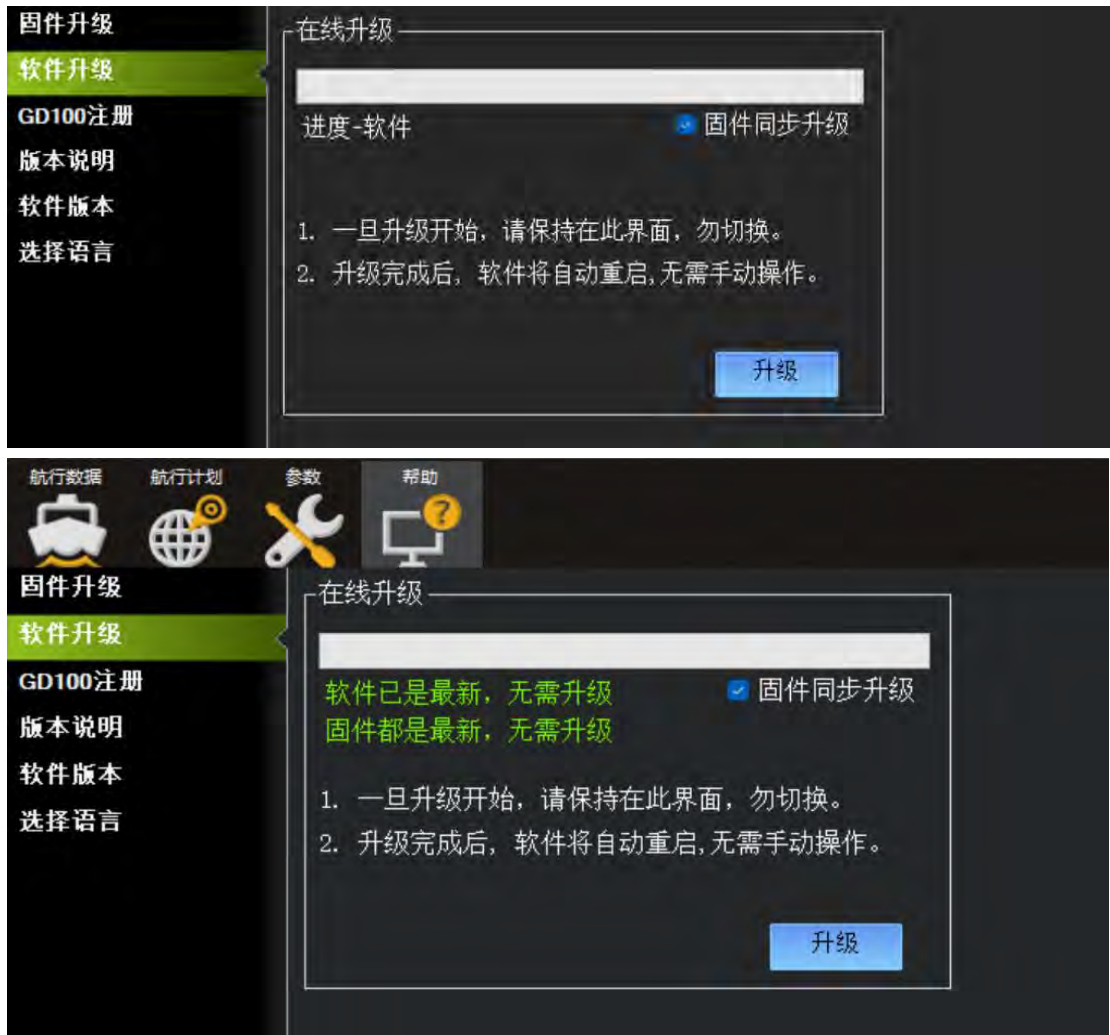 固件升级
软件升级
GD100注册
版本说明
软件版本
选择语言
在线升级
进度-软件
固件同步升级
1. 一旦升级开始，请保持在此界面，勿切换。
2. 升级完成后，软件将自动重启,无需手动操作。
升级
航行数据 航行计划 参数 帮助
固件升级
软件升级
GD100注册
版本说明
软件版本
选择语言
在线升级
软件已是最新，无需升级
固件同步升级
固件都是最新，无需升级
1. 一旦升级开始，请保持在此界面，勿切换。
2. 升级完成后，软件将自动重启,无需手动操作。
升级